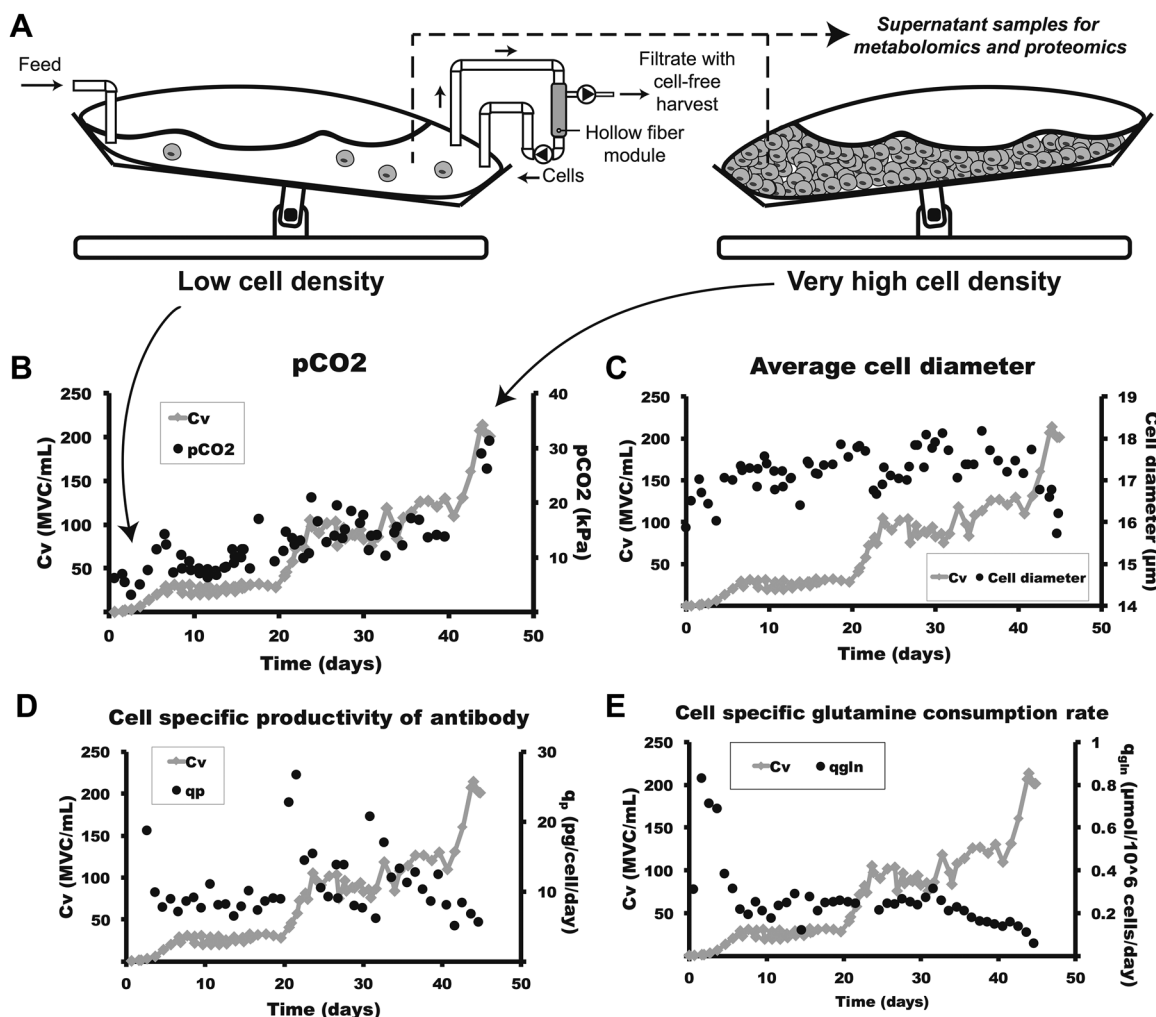 A
Supernatant samples for
metabolomics and proteomics
Feed
Filtrate with
cell-free
harvest
Hollow fiber
module
Cells
Low cell density
Very high cell density
B
pCO2
Cv (MVC/mL)
250
200
150
100
50
0
Cv
pCO2
40
30
20
10
pCO2 (kPa)
0 10 20 30 40 50
Time (days)
C
Average cell diameter
Cv (MVC/mL)
250
200
150
100
50
0
Cv Cell diameter
19
18
17
16
15
14
Cell diameter
(µm)
0 10 20 30 40 50
Time (days)
D
Cell specific productivity of antibody
Cv (MVC/mL)
250
200
150
100
50
Cv
qp
30
20
10
qp (pg/cell/day)
0 10 20 30 40 50
Time (days)
E
Cell specific glutamine consumption rate
Cv (MVC/mL)
250
200
150
100
50
0
Cv qgln
1
0.8
0.6
0.4
0.2
qgln (µmol/10^6 cells/day)
0 10 20 30 40 50
Time (days)